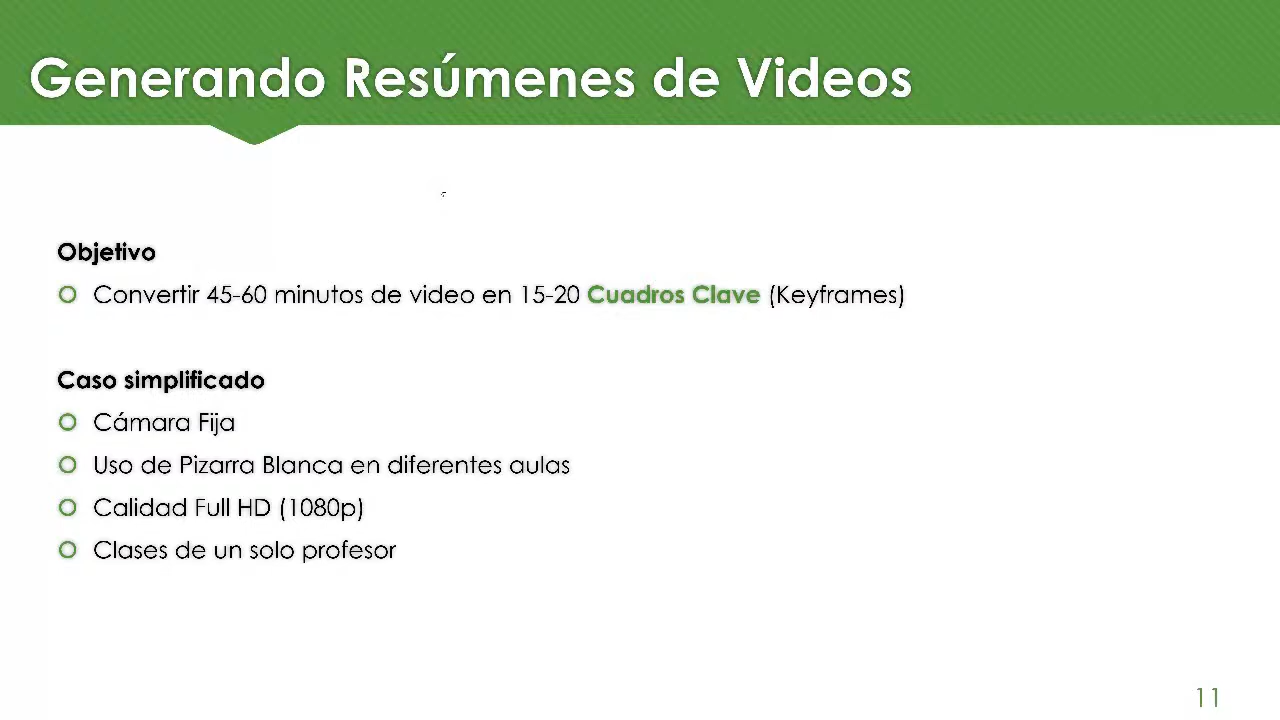 Generando Resúmenes de Videos
Objetivo
Convertir 45-60 minutos de video en 15-20 Cuadros Clave (Keyframes)
Caso simplificado
Cámara Fija
Uso de Pizarra Blanca en diferentes aulas
Calidad Full HD (1080p)
Clases de un solo profesor
11